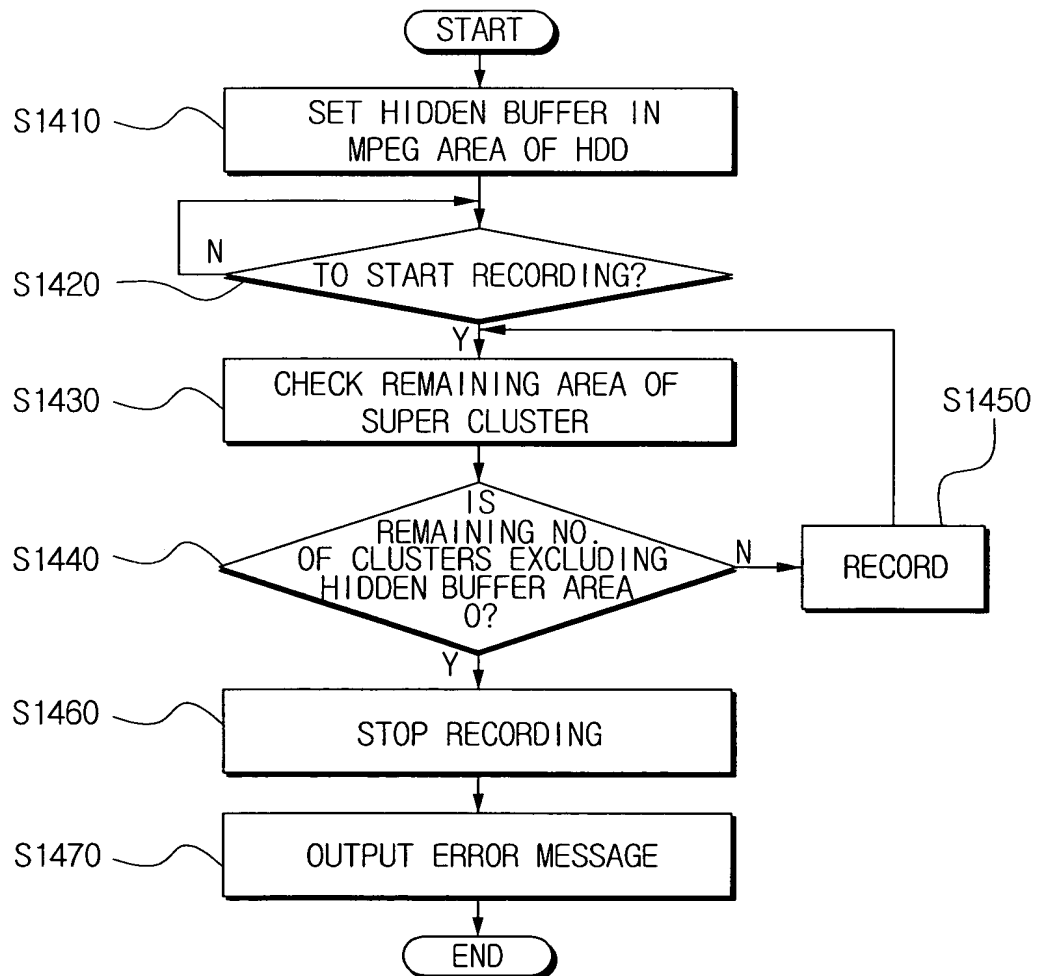 START
S1410
SET HIDDEN BUFFER IN
MPEG AREA OF HDD
N
S1420
TO START RECORDING?
Y
S1430
CHECK REMAINING AREA OF
SUPER CLUSTER
S1450
S1440
IS
REMAINING NO.
OF CLUSTERS EXCLUDING
HIDDEN BUFFER AREA
0?
N
RECORD
Y
S1460
STOP RECORDING
S1470
OUTPUT ERROR MESSAGE
END